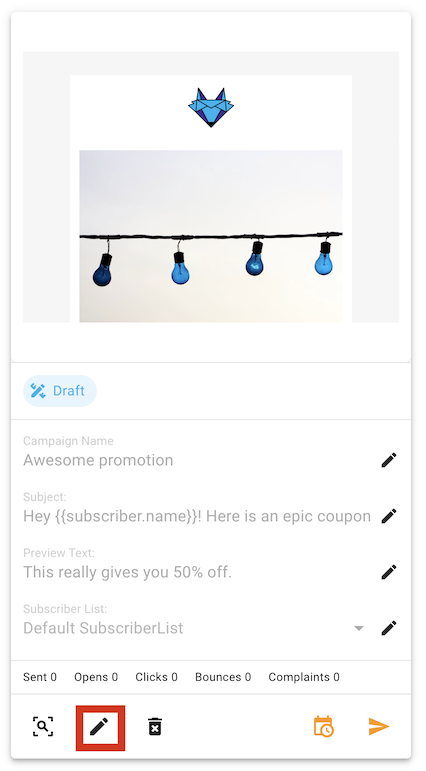 Draft
Campaign Name
Awesome promotion
Subject:
Hey {{subscriber.name}}! Here is an epic coupon
Preview Text:
This really gives you 50% off.
Subscriber List:
Default SubscriberList
Sent 0 Opens 0 Clicks 0 Bounces 0 Complaints 0